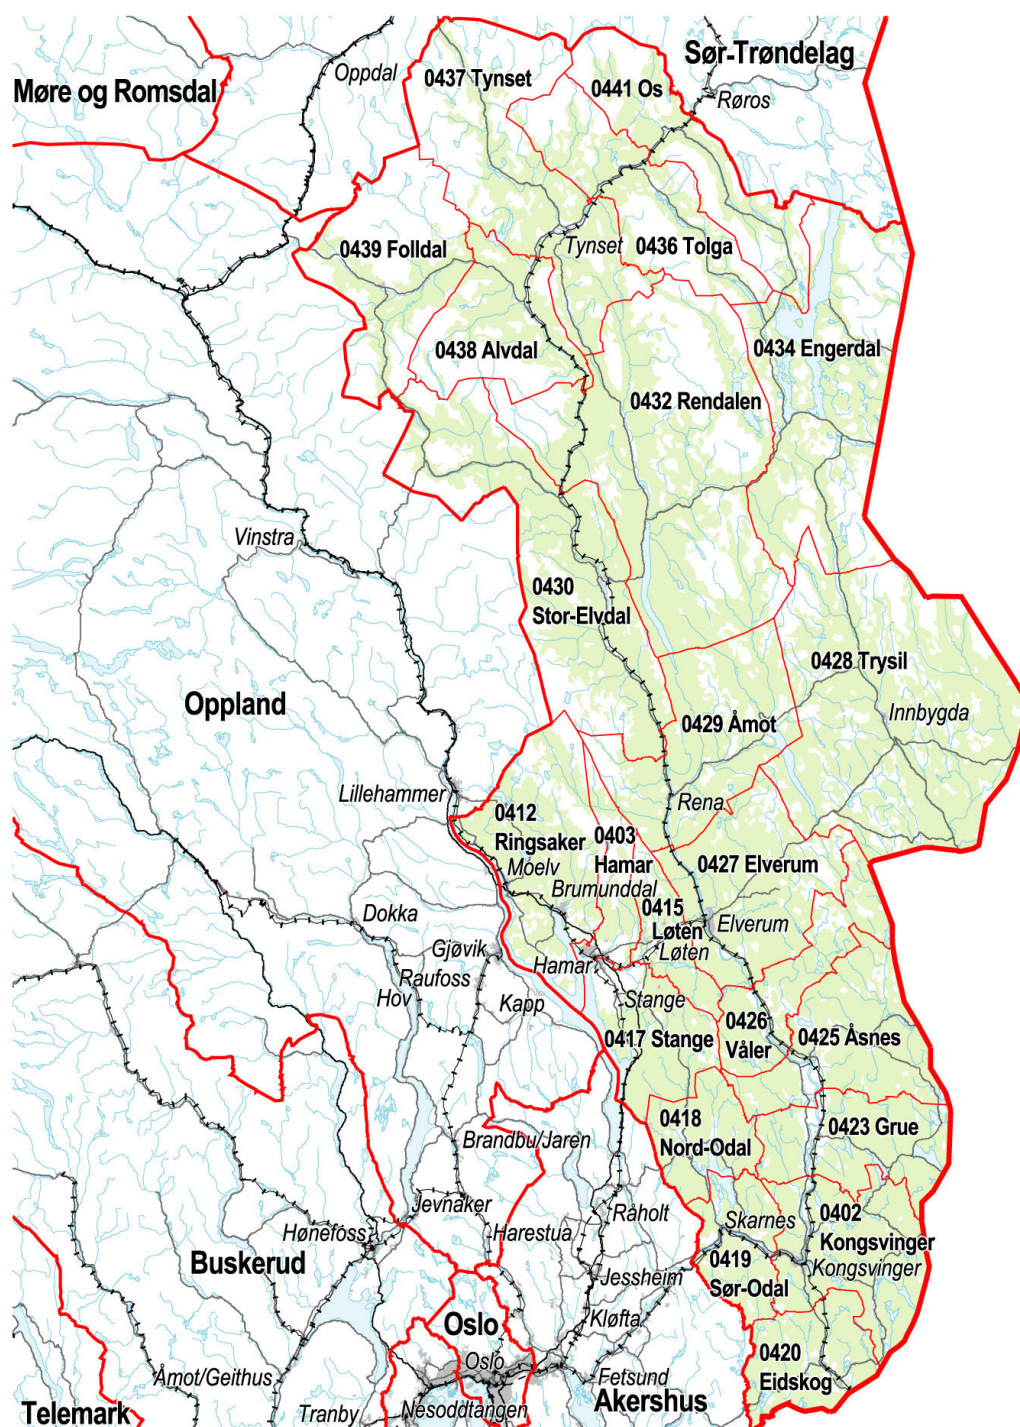 Sør-Trøndelag
Oppdal
0437 Tynset
0441 Os
Møre og Romsdal
Røros
0439 Folldal
Tynset
0436 Tolga
0438 Alvdal
0434 Engerdal
0432 Rendalen
Vinstra
0430
Stor-Elvdal
0428 Trysil
Oppland
0429 Åmot
Innbygda
Lillehammer
Rena
0412
Ringsaker
0403
Hamar
Moelv
0427 Elverum
Brumunddal
0415
Løten
Dokka
Elverum
Gjøvik
Løten
Hamar
Raufoss
Hov
Kapp
Stange
0426
Våler
0417 Stange
0425 Åsnes
0418
Nord-Odal
0423 Grue
Brandbu/Jaren
Jevnaker
Råholt
Skarnes
0402
Kongsvinger
Hønefoss
Harestua
Buskerud
0419
Sør-Odal
Kongsvinger
Jessheim
Kløfta
Oslo
Oslo
0420
Eidskog
Åmot/Geithus
Fetsund
Akershus
Telemark
Tranby
Nesoddtangen